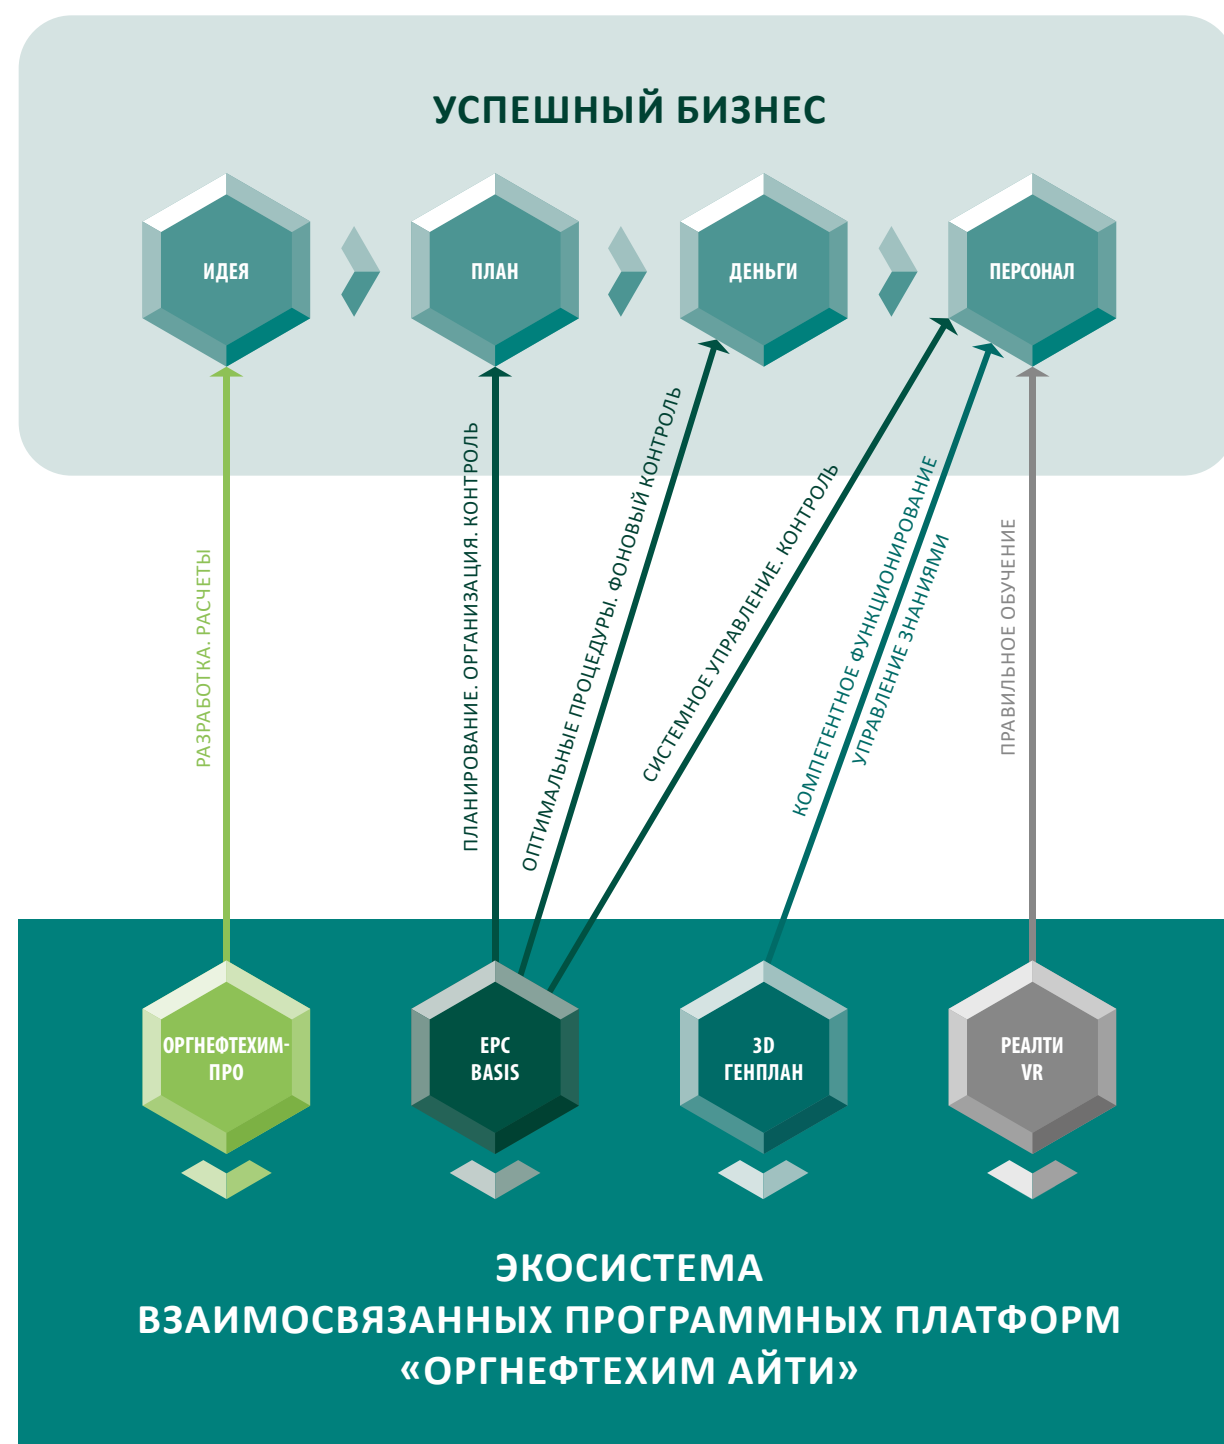 УСПЕШНЫЙ БИЗНЕС
ИДЕЯ
ПЛАН
ДЕНЬГИ
ПЕРСОНАЛ
РАЗРАБОТКА. РАСЧЕТЫ
ПЛАНИРОВАНИЕ. ОРГАНИЗАЦИЯ. КОНТРОЛЬ
ОПТИМАЛЬНЫЕ ПРОЦЕДУРЫ. ФОНОВЫЙ КОНТРОЛЬ
СИСТЕМНОЕ УПРАВЛЕНИЕ. КОНТРОЛЬ
КОМПЕТЕНТНОЕ ФУНКЦИОНИРОВАНИЕ
УПРАВЛЕНИЕ ЗНАНИЯМИ
ПРАВИЛЬНОЕ ОБУЧЕНИЕ
ОРГНЕФТЕХИМ-
ПРО
EPC
BASIS
3D
ГЕНПЛАН
РЕАЛТИ
VR
ЭКОСИСТЕМА
ВЗАИМОСВЯЗАННЫХ ПРОГРАММНЫХ ПЛАТФОРМ
«ОРГНЕФТЕХИМ АЙТИ»